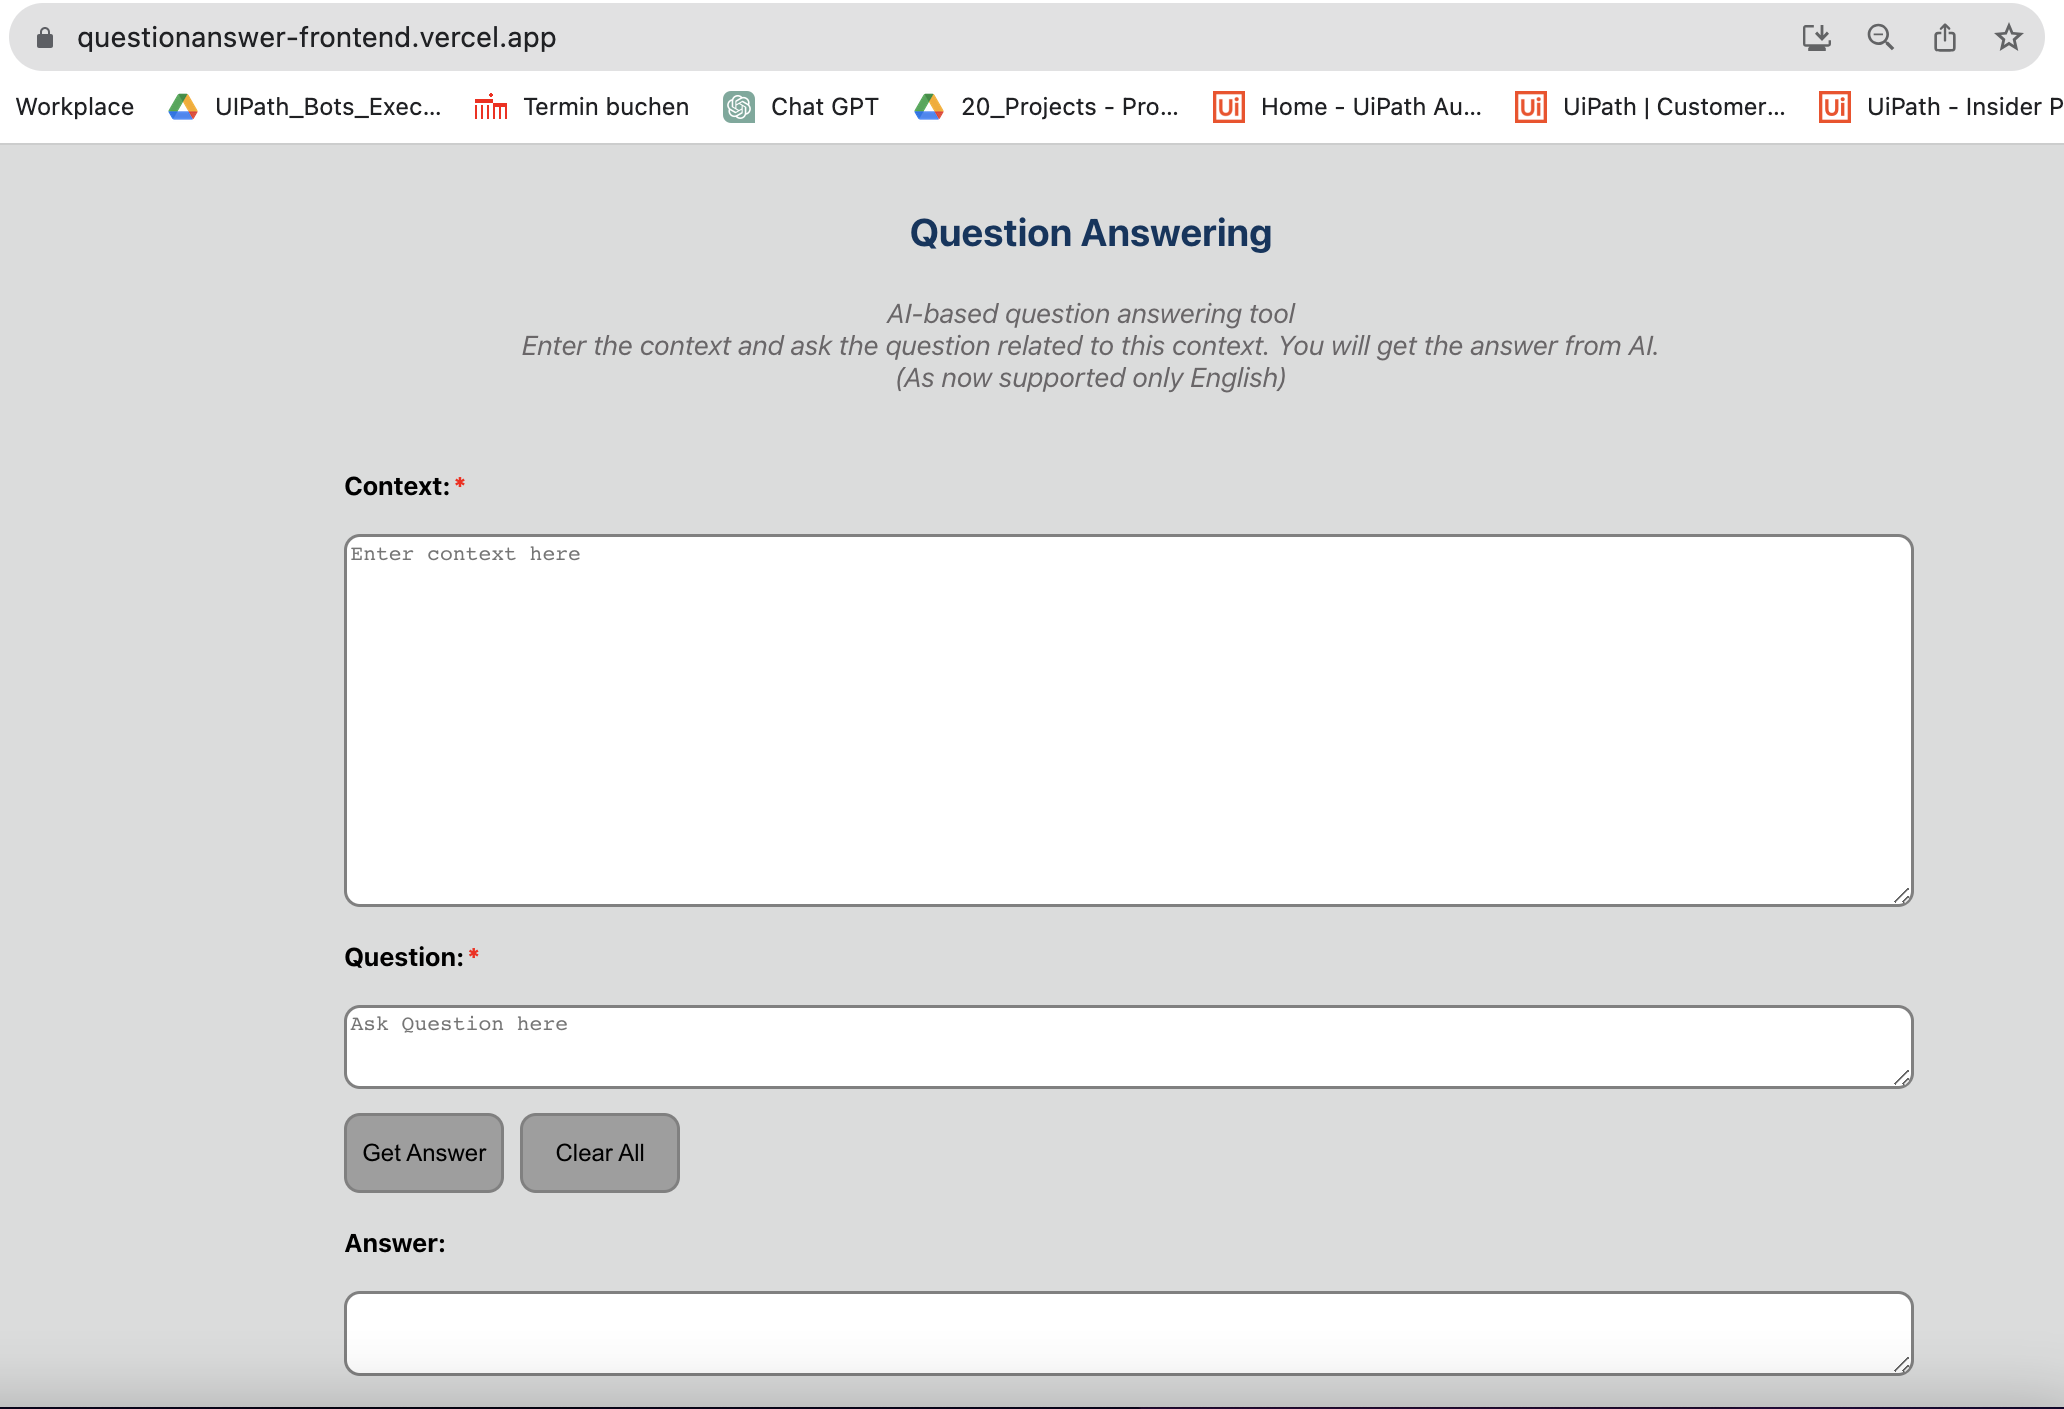 questionanswer-frontend.vercel.app
Workplace UIPath_Bots_Exec... Termin buchen Chat GPT 20_Projects - Pro... Ui Home - UiPath Au... Ui UiPath | Customer... Ui UiPath - Insider P
Question Answering
AI-based question answering tool
Enter the context and ask the question related to this context. You will get the answer from AI.
(As now supported only English)
Context:*
Enter context here
Question:*
Ask Question here
Get Answer Clear All
Answer: